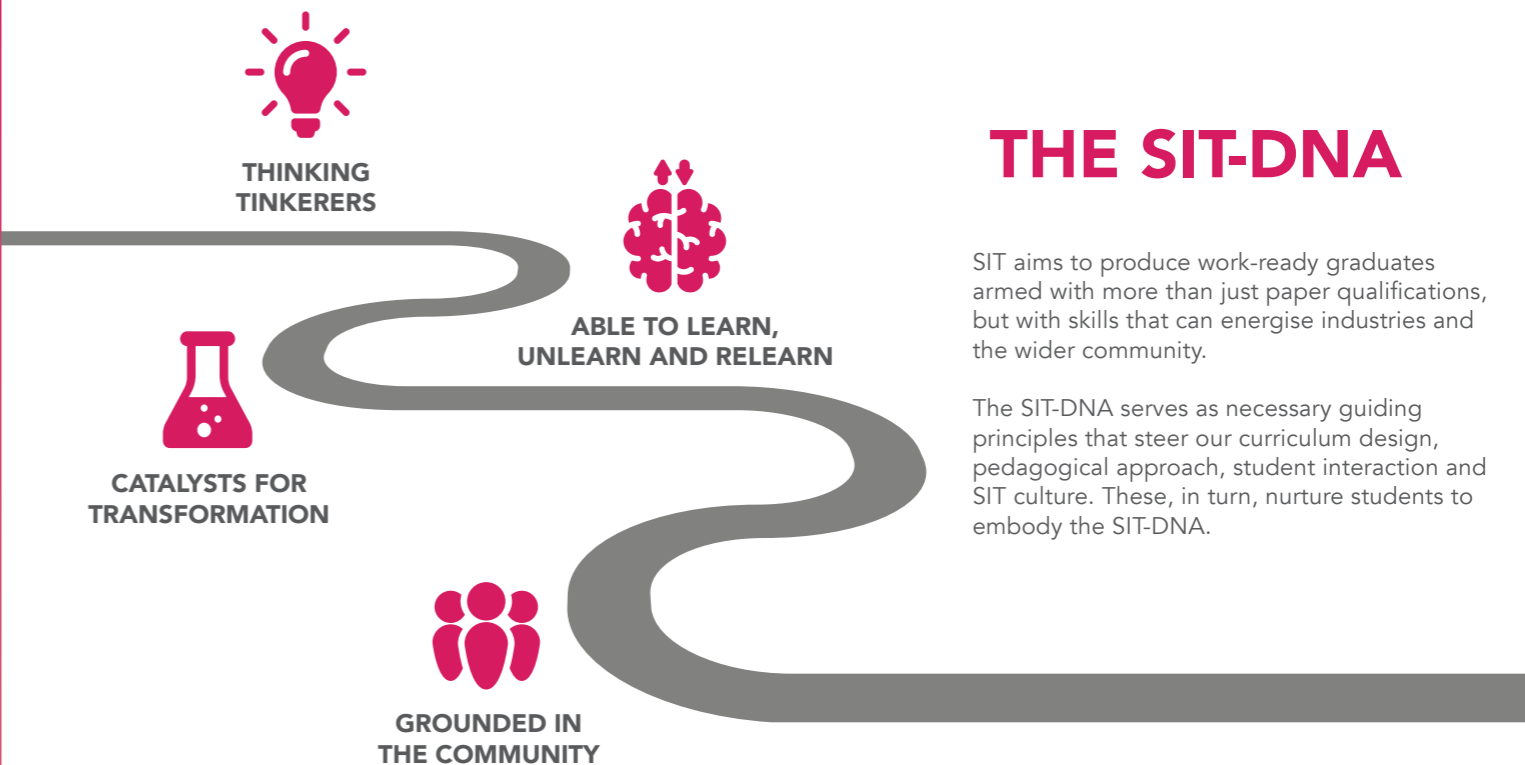 THINKING
TINKERERS
ABLE TO LEARN,
UNLEARN AND RELEARN
CATALYSTS FOR
TRANSFORMATION
GROUNDED IN
THE COMMUNITY
THE SIT-DNA
SIT aims to produce work-ready graduates
armed with more than just paper qualifications,
but with skills that can energise industries and
the wider community.
The SIT-DNA serves as necessary guiding
principles that steer our curriculum design,
pedagogical approach, student interaction and
SIT culture. These, in turn, nurture students to
embody the SIT-DNA.